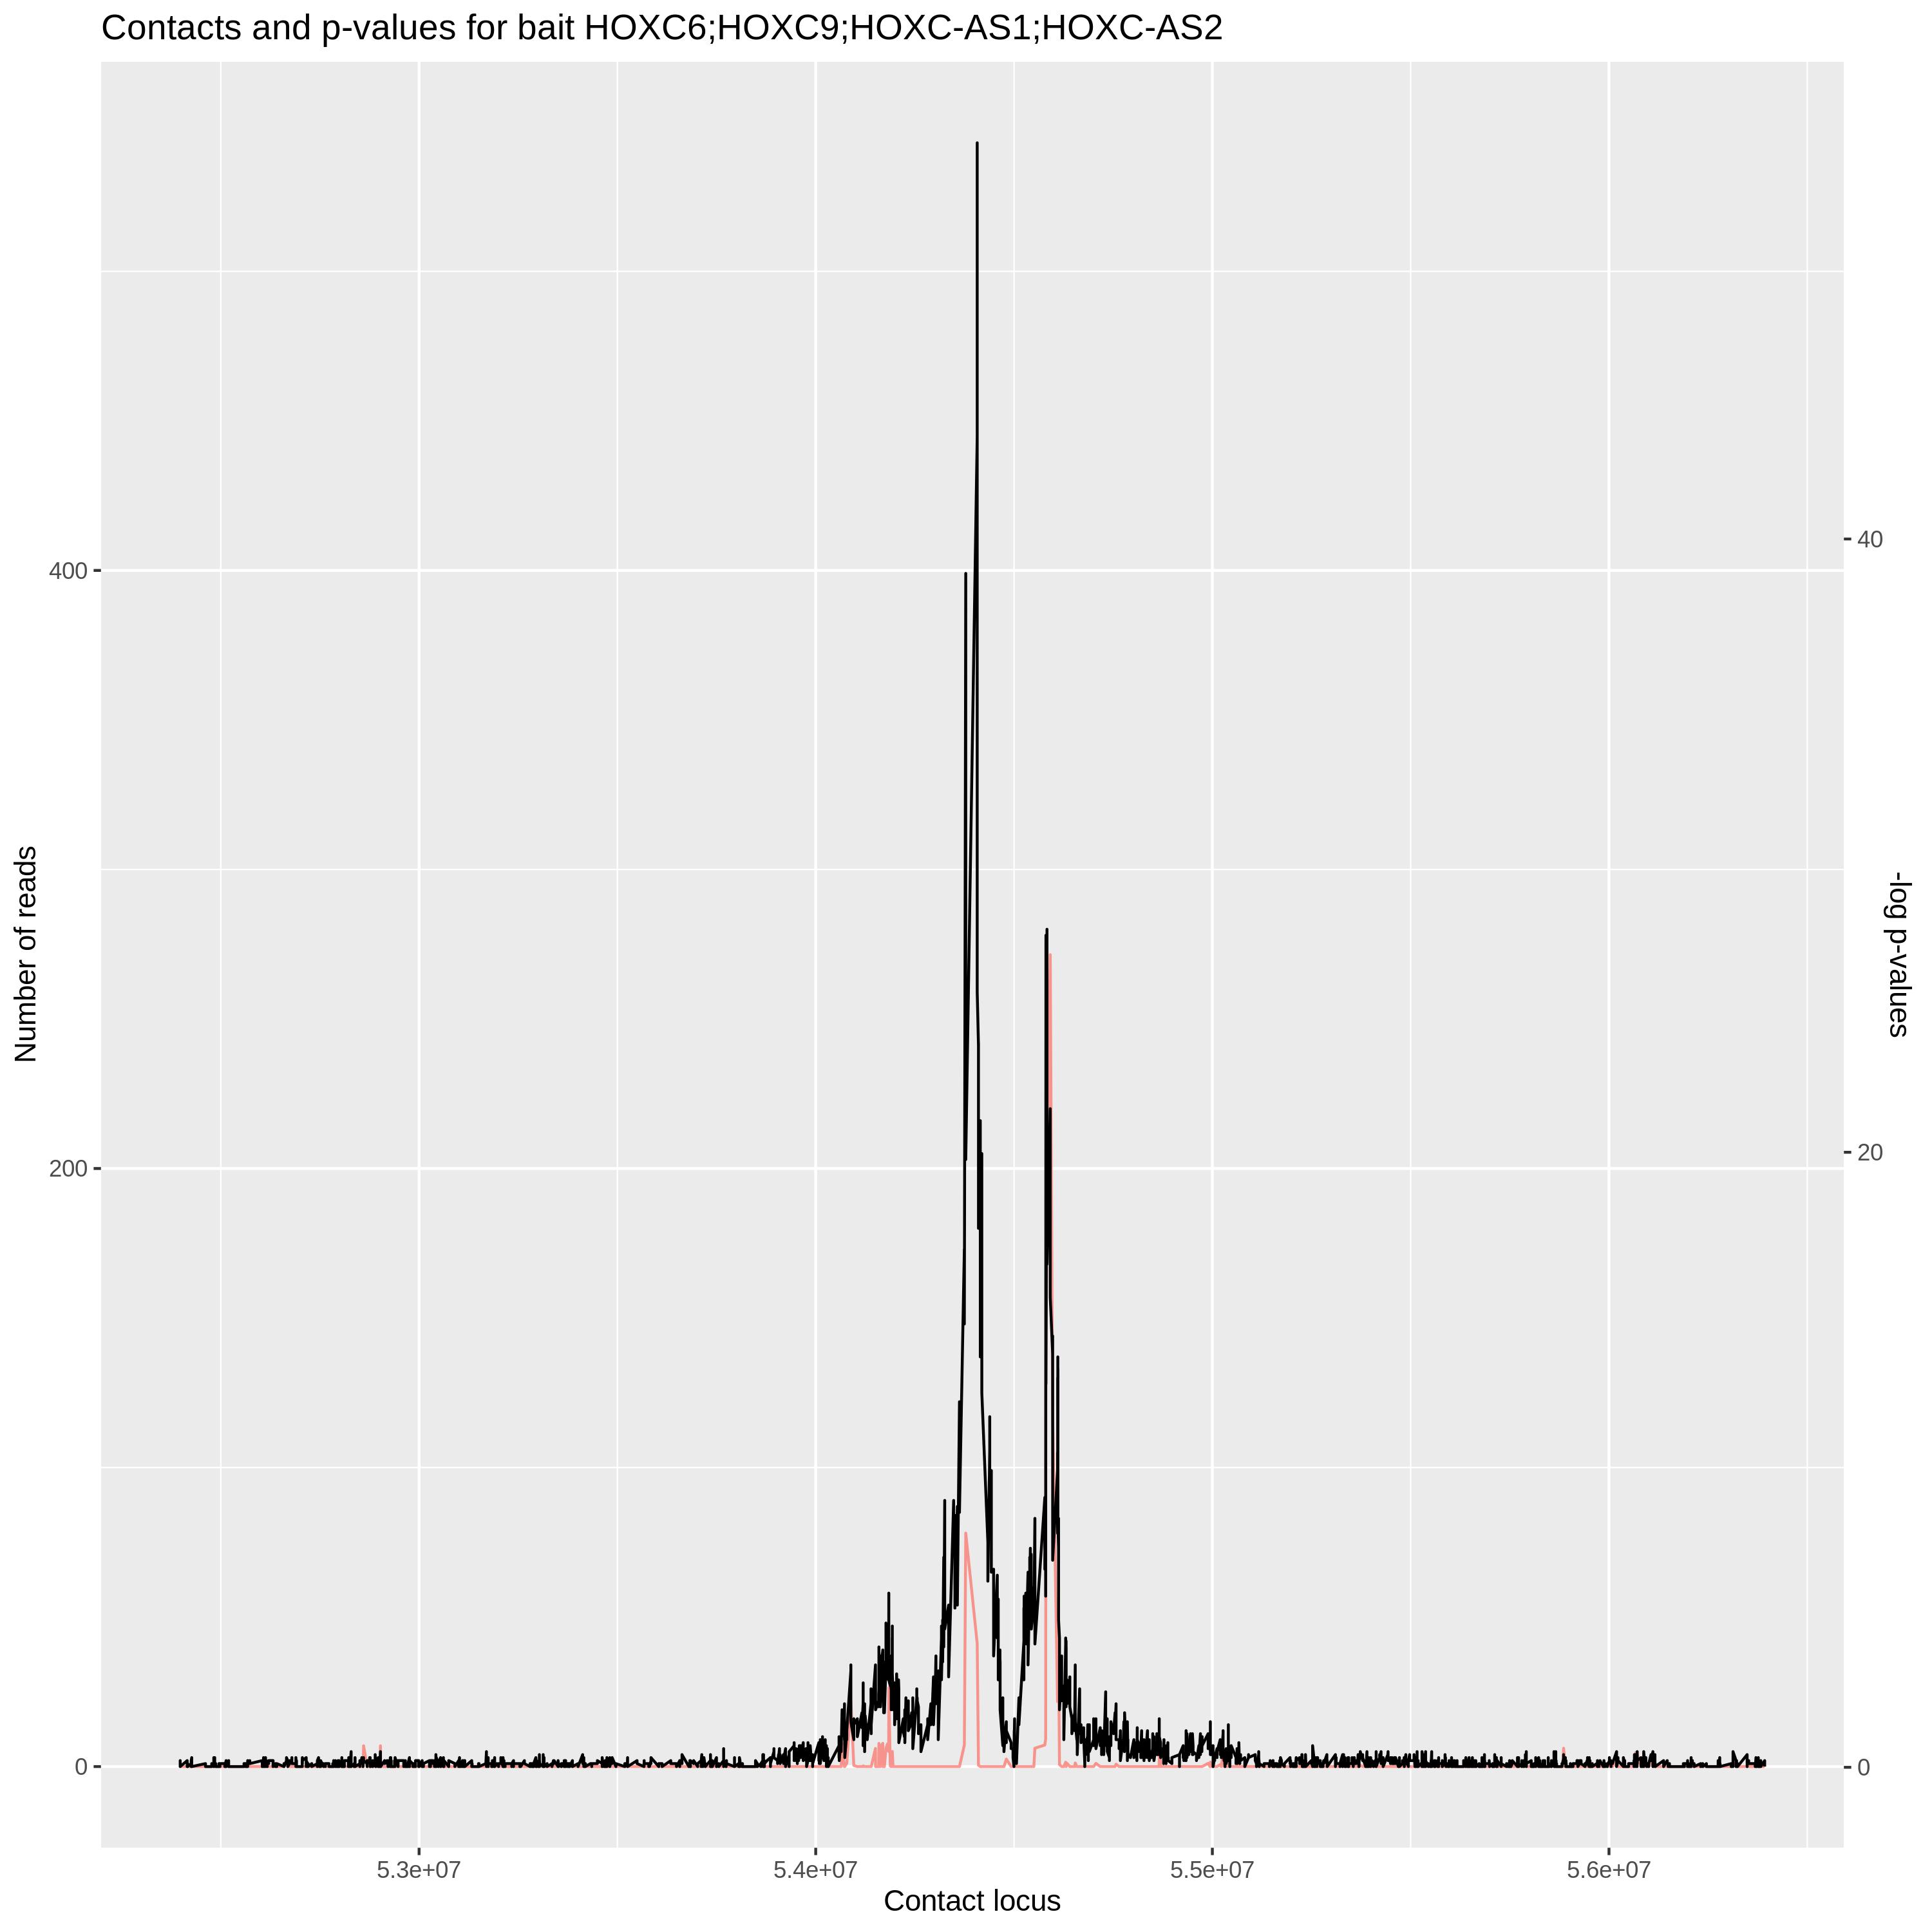 Contacts and p-values for bait HOXC6;HOXC9;HOXC-AS1;HOXC-AS2
Number of reads
400
200
0
40
20
0
-log p-values
5.3e+07
5.4e+07
5.5e+07
5.6e+07
Contact locus